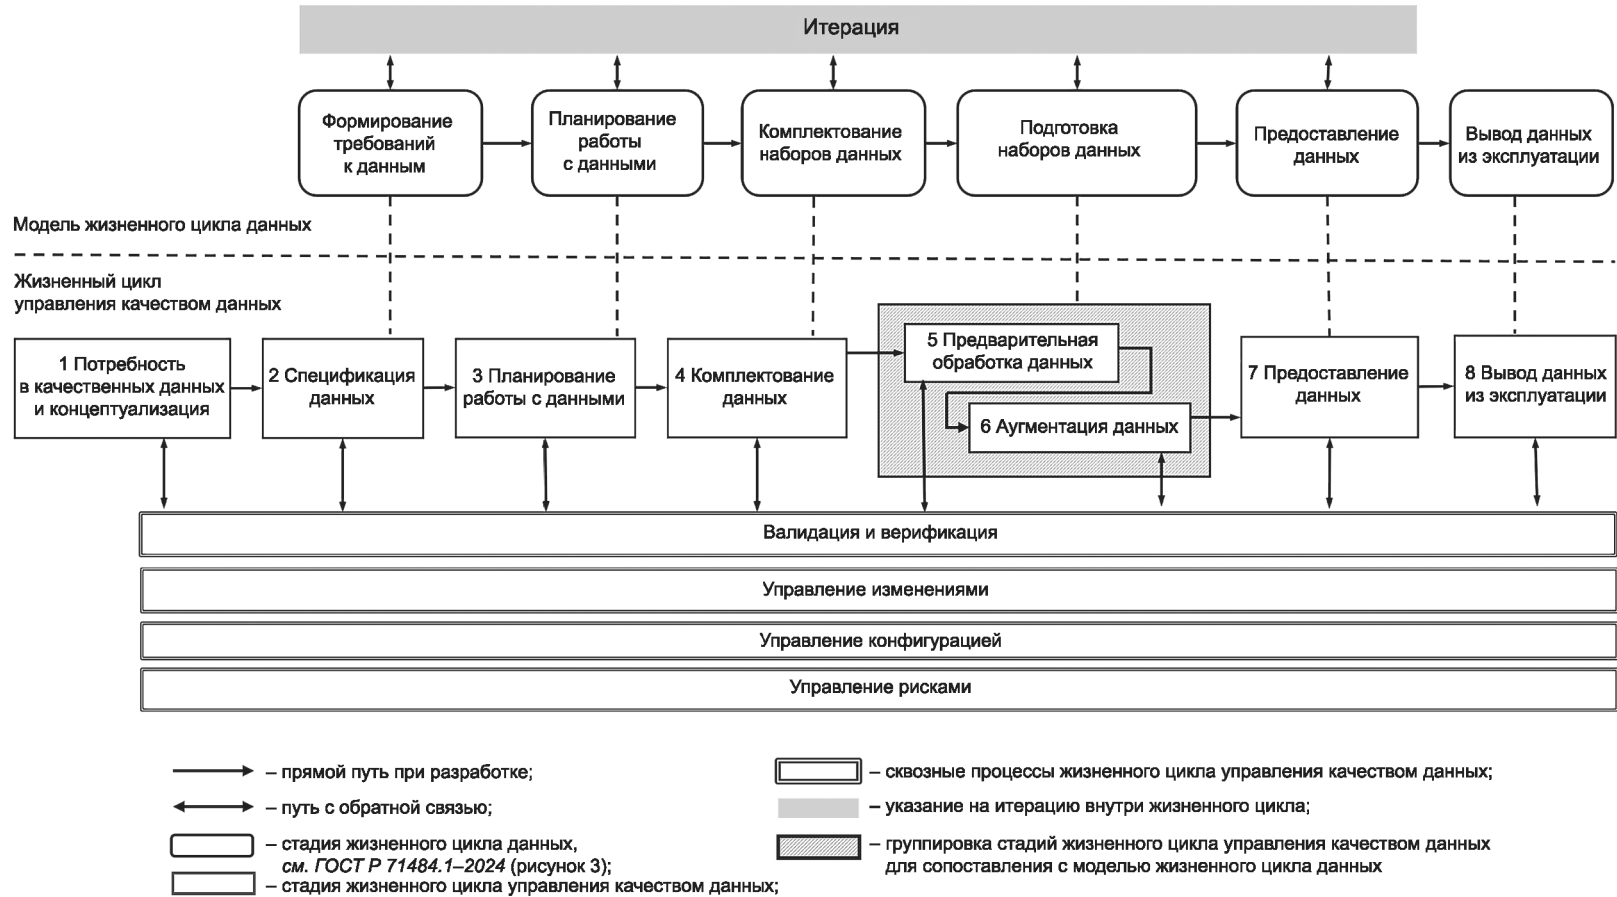 Итерация
Формирование
требований
к данным
Планирование
работы
с данными
Комплектование
наборов данных
Подготовка
наборов данных
Предоставление
данных
Вывод данных
из эксплуатации
Модель жизненного цикла данных
Жизненный цикл
управления качеством данных
1 Потребность
в качественных данных
и концептуализация
2 Спецификация
данных
3 Планирование
работы с данными
4 Комплектование
данных
5 Предварительная
обработка данных
6 Аугментация данных
7 Предоставление
данных
8 Вывод данных
из эксплуатации
Валидация и верификация
Управление изменениями
Управление конфигурацией
Управление рисками
– прямой путь при разработке;
– путь с обратной связью;
– стадия жизненного цикла данных,
см. ГОСТ Р 71484.1–2024 (рисунок 3);
– стадия жизненного цикла управления качеством данных;
– сквозные процессы жизненного цикла управления качеством данных;
– указание на итерацию внутри жизненного цикла;
– группировка стадий жизненного цикла управления качеством данных
для сопоставления с моделью жизненного цикла данных